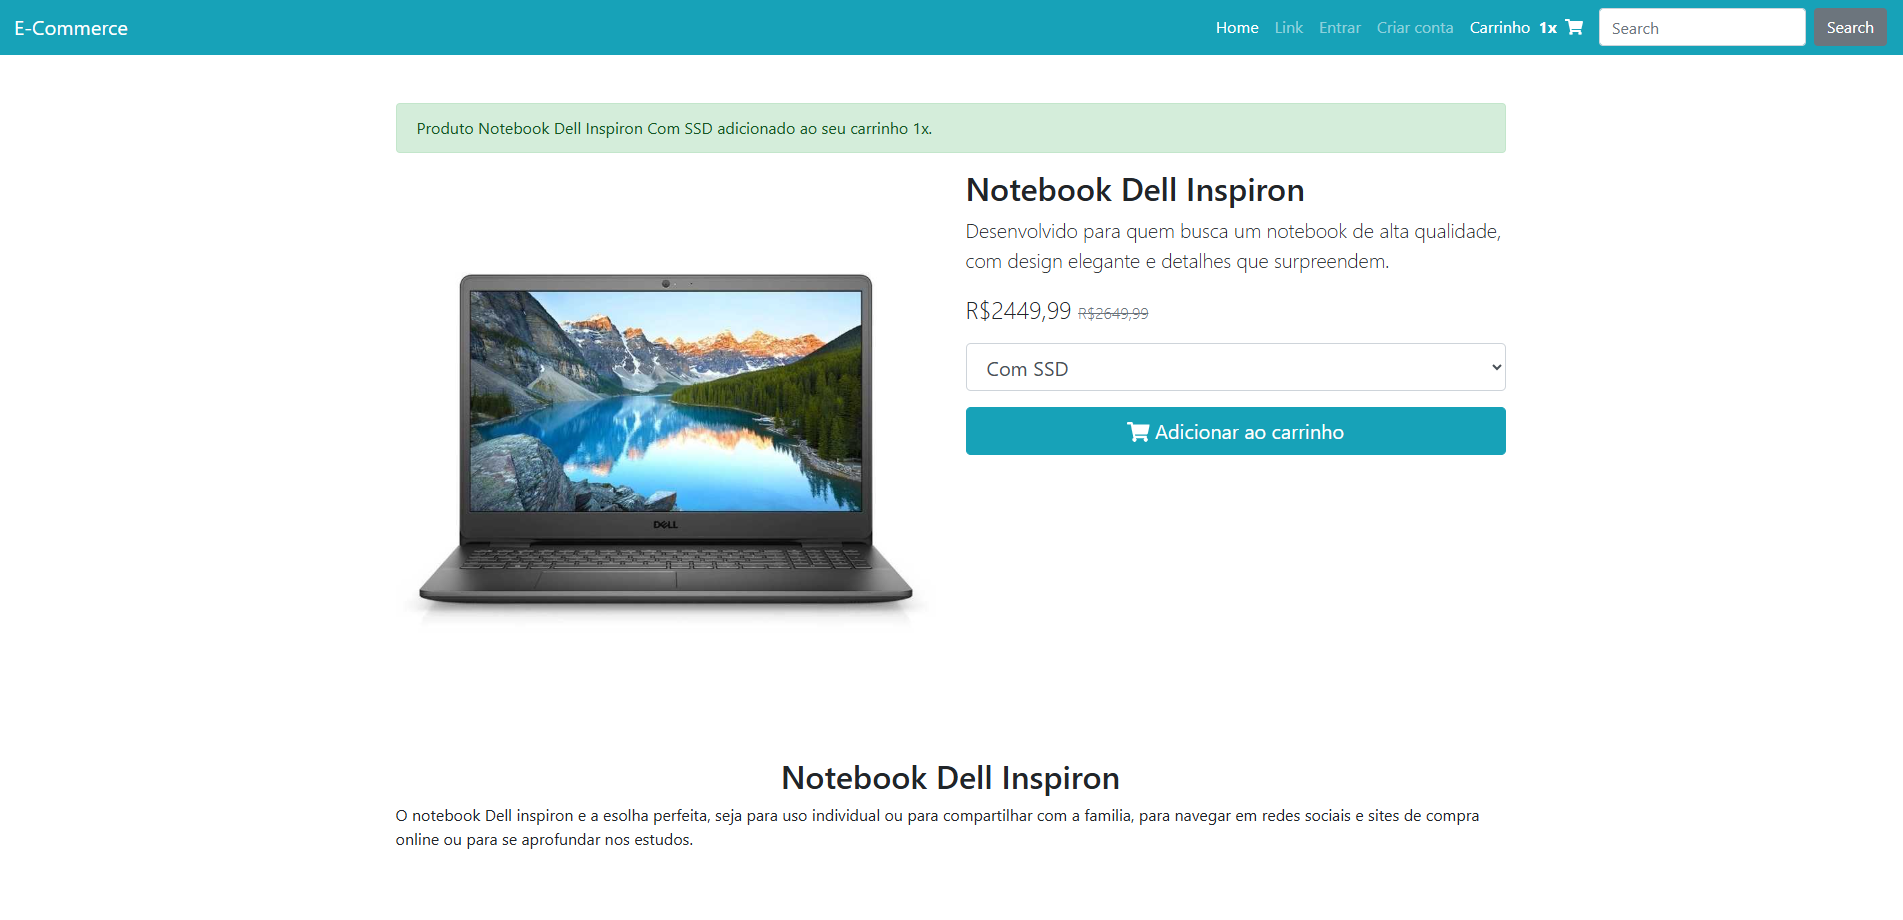 E-Commerce
Home Link Entrar Criar conta Carrinho 1x Search Search
Produto Notebook Dell Inspiron Com SSD adicionado ao seu carrinho 1x.
Notebook Dell Inspiron
Desenvolvido para quem busca um notebook de alta qualidade,
com design elegante e detalhes que surpreendem.
R$2449,99 R$2649,99
Com SSD
Adicionar ao carrinho
DELL
Notebook Dell Inspiron
O notebook Dell inspiron e a esolha perfeita, seja para uso individual ou para compartilhar com a familia, para navegar em redes sociais e sites de compra
online ou para se aprofundar nos estudos.